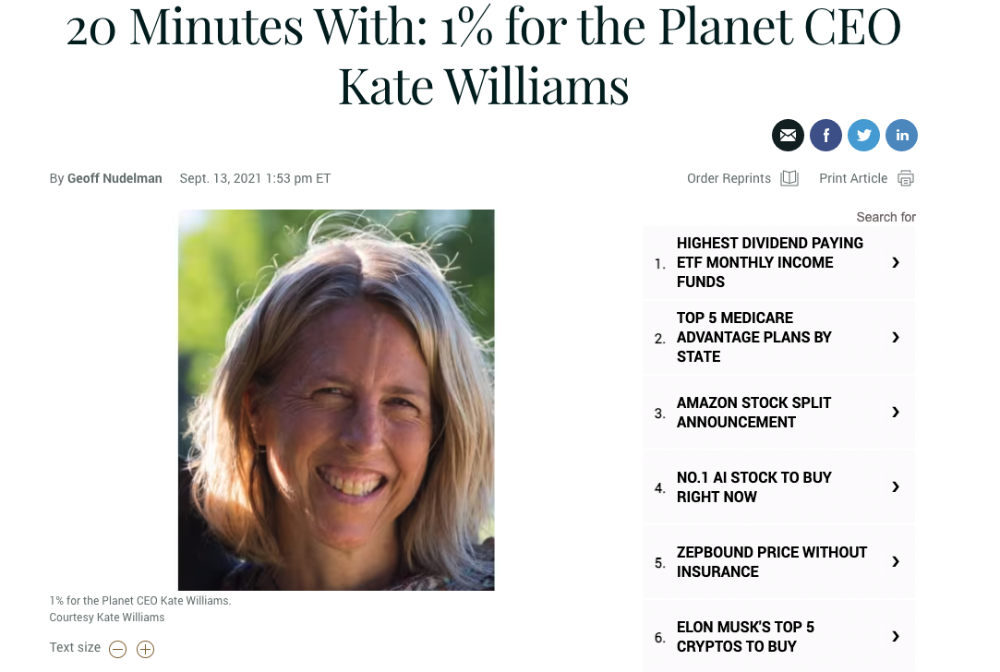 20 Minutes With: 1% for the Planet CEO
Kate Williams
f
in
By Geoff Nudelman Sept. 13, 2021 1:53 pm ET
Order Reprints Print Article
1% for the Planet CEO Kate Williams.
Courtesy Kate Williams
Text size
Search for
1. HIGHEST DIVIDEND PAYING
ETF MONTHLY INCOME
FUNDS
2. TOP 5 MEDICARE
ADVANTAGE PLANS BY
STATE
3. AMAZON STOCK SPLIT
ANNOUNCEMENT
4. NO.1 AI STOCK TO BUY
RIGHT NOW
5. ZEPBOUND PRICE WITHOUT
INSURANCE
6. ELON MUSK'S TOP 5
CRYPTOS TO BUY